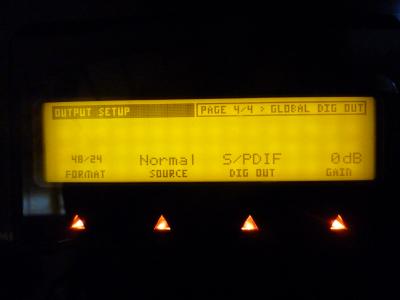 OUTPUT SETUP PAGE 4/4 > GLOBAL DIG OUT
48/24 Normal S/PDIF 0dB
FORMAT SOURCE DIG OUT GAIN